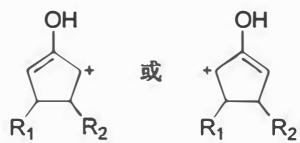 OH OH
+ 或 +
R₁ R₂ R₁ R₂